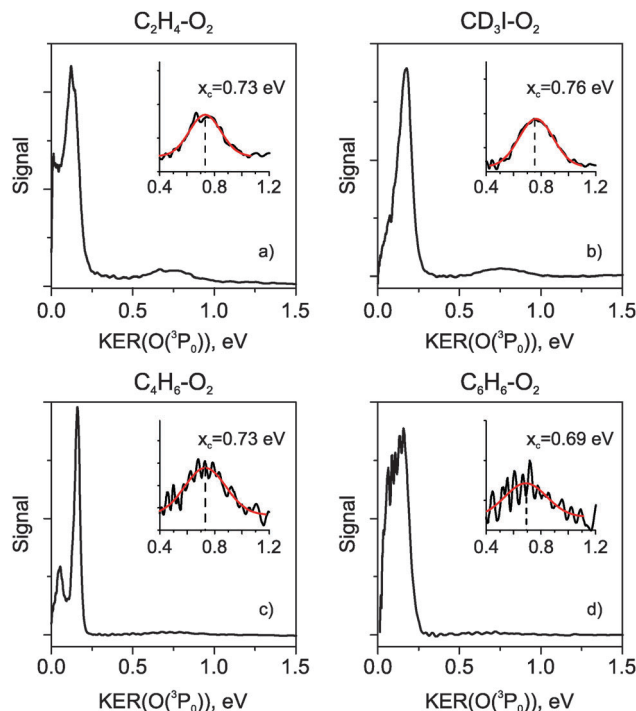 C₂H₄-O₂
Signal
x꜀=0.73 eV
0.4 0.8 1.2
a)
0.0 0.5 1.0 1.5
KER(O(³P₀)), eV
CD₃I-O₂
Signal
x꜀=0.76 eV
0.4 0.8 1.2
b)
0.0 0.5 1.0 1.5
KER(O(³P₀)), eV
C₄H₆-O₂
Signal
x꜀=0.73 eV
0.4 0.8 1.2
c)
0.0 0.5 1.0 1.5
KER(O(³P₀)), eV
C₆H₆-O₂
Signal
x꜀=0.69 eV
0.4 0.8 1.2
d)
0.0 0.5 1.0 1.5
KER(O(³P₀)), eV